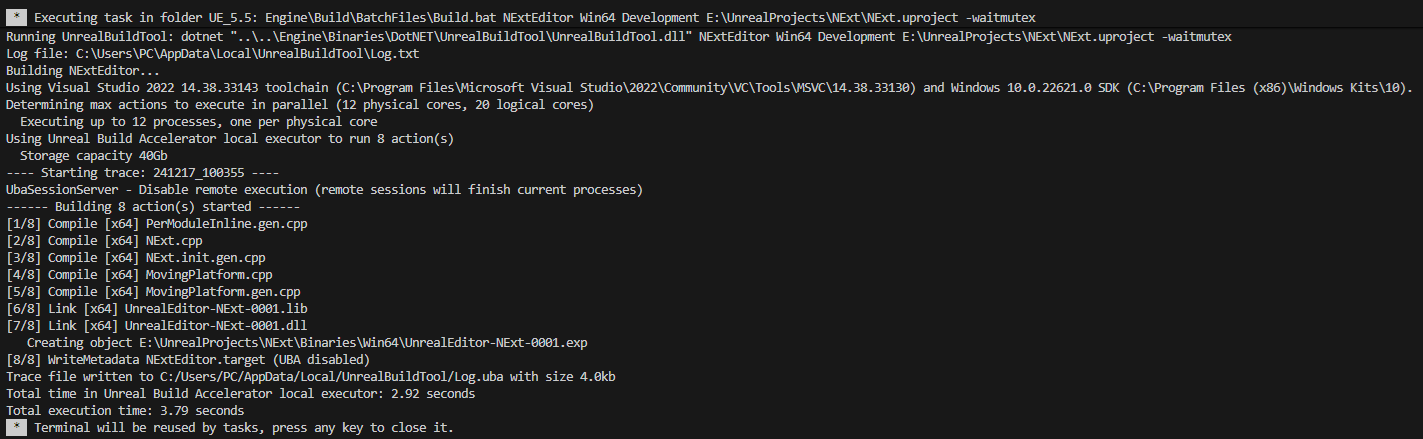 * Executing task in folder UE_5.5: Engine\Build\BatchFiles\Build.bat NExtEditor Win64 Development E:\UnrealProjects\NExt\NExt.uproject -waitmutex
Running UnrealBuildTool: dotnet "..\..\Engine\Binaries\DotNET\UnrealBuildTool\UnrealBuildTool.dll" NExtEditor Win64 Development E:\UnrealProjects\NExt\NExt.uproject -waitmutex
Log file: C:\Users\PC\AppData\Local\UnrealBuildTool\Log.txt
Building NExtEditor...
Using Visual Studio 2022 14.38.33143 toolchain (C:\Program Files\Microsoft Visual Studio\2022\Community\VC\Tools\MSVC\14.38.33130) and Windows 10.0.22621.0 SDK (C:\Program Files (x86)\Windows Kits\10).
Determining max actions to execute in parallel (12 physical cores, 20 logical cores)
  Executing up to 12 processes, one per physical core
Using Unreal Build Accelerator local executor to run 8 action(s)
  Storage capacity 40Gb
---- Starting trace: 241217_100355 ----
UbaSessionServer - Disable remote execution (remote sessions will finish current processes)
------ Building 8 action(s) started ------
[1/8] Compile [x64] PerModuleInline.gen.cpp
[2/8] Compile [x64] NExt.cpp
[3/8] Compile [x64] NExt.init.gen.cpp
[4/8] Compile [x64] MovingPlatform.cpp
[5/8] Compile [x64] MovingPlatform.gen.cpp
[6/8] Link [x64] UnrealEditor-NExt-0001.lib
[7/8] Link [x64] UnrealEditor-NExt-0001.dll
   Creating object E:\UnrealProjects\NExt\Binaries\Win64\UnrealEditor-NExt-0001.exp
[8/8] WriteMetadata NExtEditor.target (UBA disabled)
Trace file written to C:/Users/PC/AppData/Local/UnrealBuildTool/Log.uba with size 4.0kb
Total time in Unreal Build Accelerator local executor: 2.92 seconds
Total execution time: 3.79 seconds
* Terminal will be reused by tasks, press any key to close it.